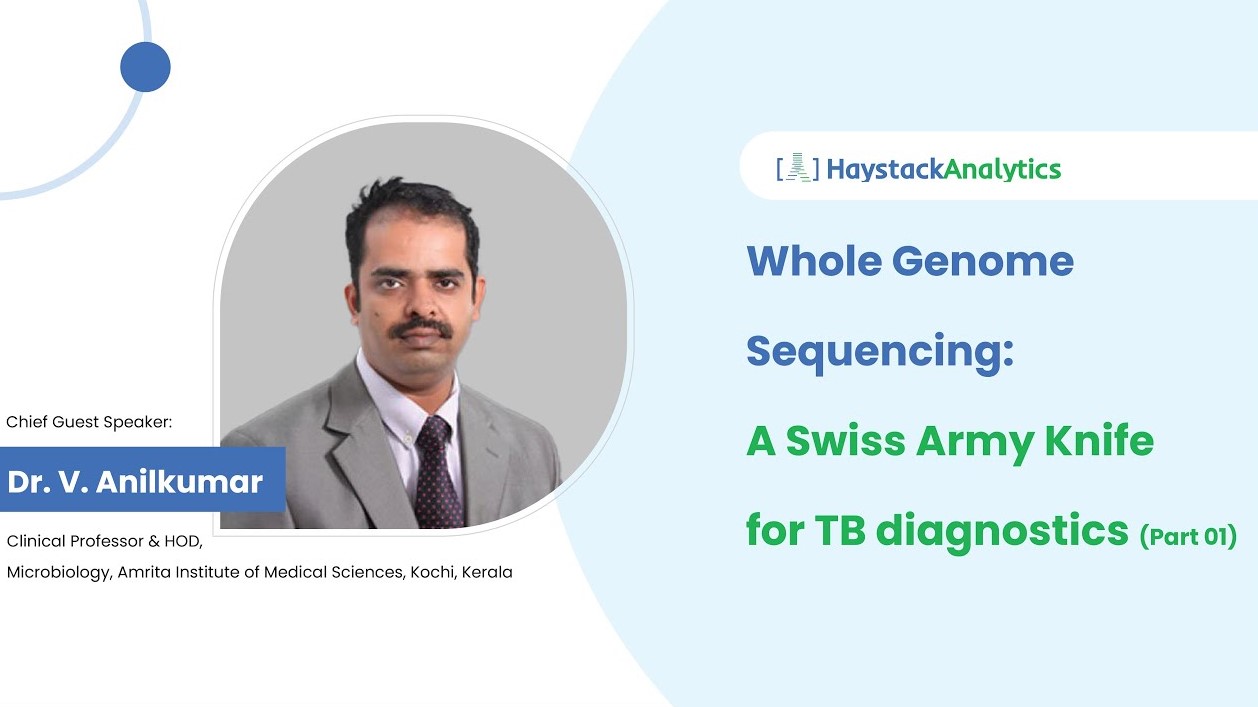 HaystackAnalytics
Whole Genome
Sequencing:
A Swiss Army Knife
for TB diagnostics (Part 01)
Chief Guest Speaker:
Dr. V. Anilkumar
Clinical Professor & HOD,
Microbiology, Amrita Institute of Medical Sciences, Kochi, Kerala